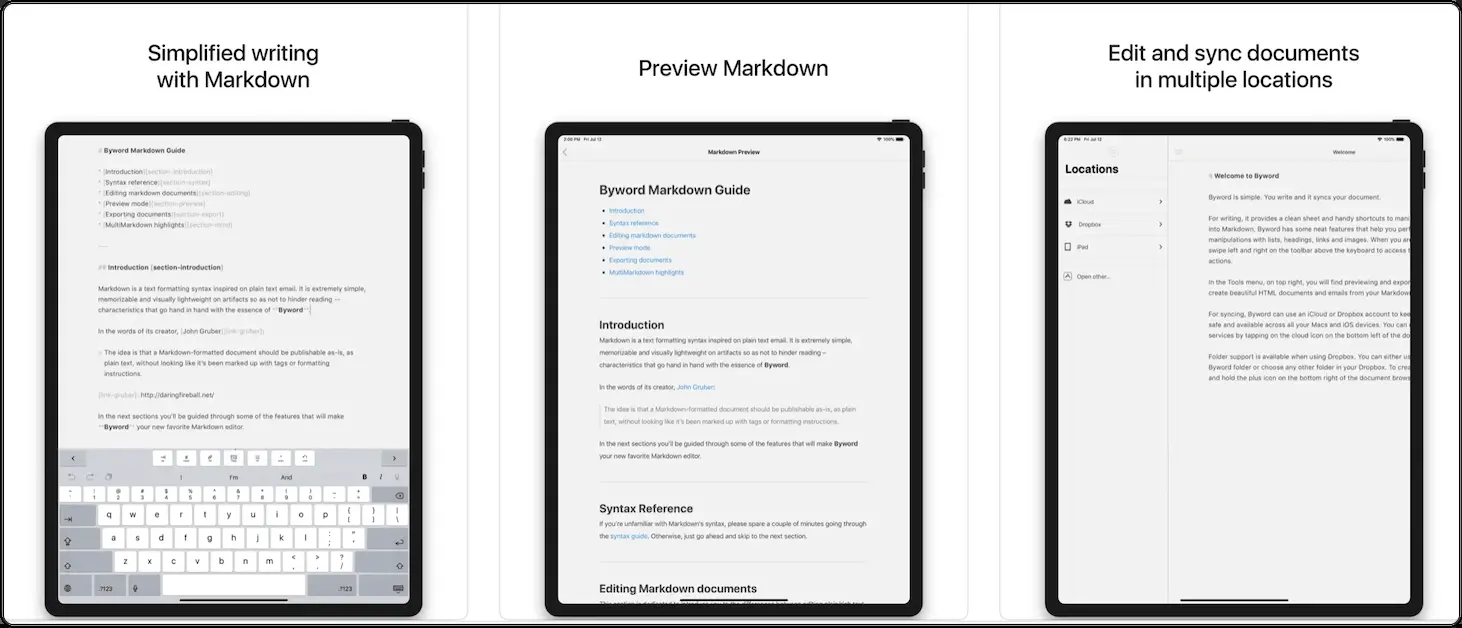 Simplified writing
with Markdown
# Byword Markdown Guide
* [Introduction][section-introduction]
* [Syntax reference][section-syntax]
* [Editing markdown documents][section-editing]
* [Preview mode][section-preview]
* [Exporting documents][section-export]
* [MultiMarkdown highlights][section-mmd]
---
## Introduction [section-introduction]
Markdown is a text formatting syntax inspired on plain text email. It is extremely simple,
memorizable and visually lightweight on artifacts so as not to hinder reading --
characteristics that go hand in hand with the essence of **Byword**.
In the words of its creator, [John Gruber][link-gruber]:
> The idea is that a Markdown-formatted document should be publishable as-is, as
plain text, without looking like it's been marked up with tags or formatting
instructions.
[link-gruber]: http://daringfireball.net/
In the next sections you'll be guided through some of the features that will make
**Byword** your new favorite Markdown editor.
I I'm And
B I U
q w e r t y u i o p
a s d f g h j k l
z x c v b n m
.?123 .?123
Preview Markdown
2:00 PM Fri Jul 12 100%
Markdown Preview
Byword Markdown Guide
• Introduction
• Syntax reference
• Editing markdown documents
• Preview mode
• Exporting documents
• MultiMarkdown highlights
Introduction
Markdown is a text formatting syntax inspired on plain text email. It is extremely simple,
memorizable and visually lightweight on artifacts so as not to hinder reading –
characteristics that go hand in hand with the essence of Byword.
In the words of its creator, John Gruber:
The idea is that a Markdown-formatted document should be publishable as-is, as plain
text, without looking like it's been marked up with tags or formatting instructions.
In the next sections you'll be guided through some of the features that will make Byword
your new favorite Markdown editor.
Syntax Reference
If you're unfamiliar with Markdown's syntax, please spare a couple of minutes going through
the syntax guide. Otherwise, just go ahead and skip to the next section.
Editing Markdown documents
Edit and sync documents
in multiple locations
6:22 PM Fri Jul 12 100%
Locations
iCloud
Dropbox
iPad
Open other...
Welcome
# Welcome to Byword
Byword is simple. You write and it syncs your document.
For writing, it provides a clean sheet and handy shortcuts to mani
into Markdown, Byword has some neat features that help you perf
manipulations with lists, headings, links and images. When you are
swipe left and right on the toolbar above the keyboard to access t
actions.
In the Tools menu, on top right, you will find previewing and expor
create beautiful HTML documents and emails from your Markdown
For syncing, Byword can use an iCloud or Dropbox account to kee
safe and available across all your Macs and iOS devices. You can
services by tapping on the cloud icon on the bottom left of the do
Folder support is available when using Dropbox. You can either us
Byword folder or choose any other folder in your Dropbox. To crea
and hold the plus icon on the bottom right of the document brows